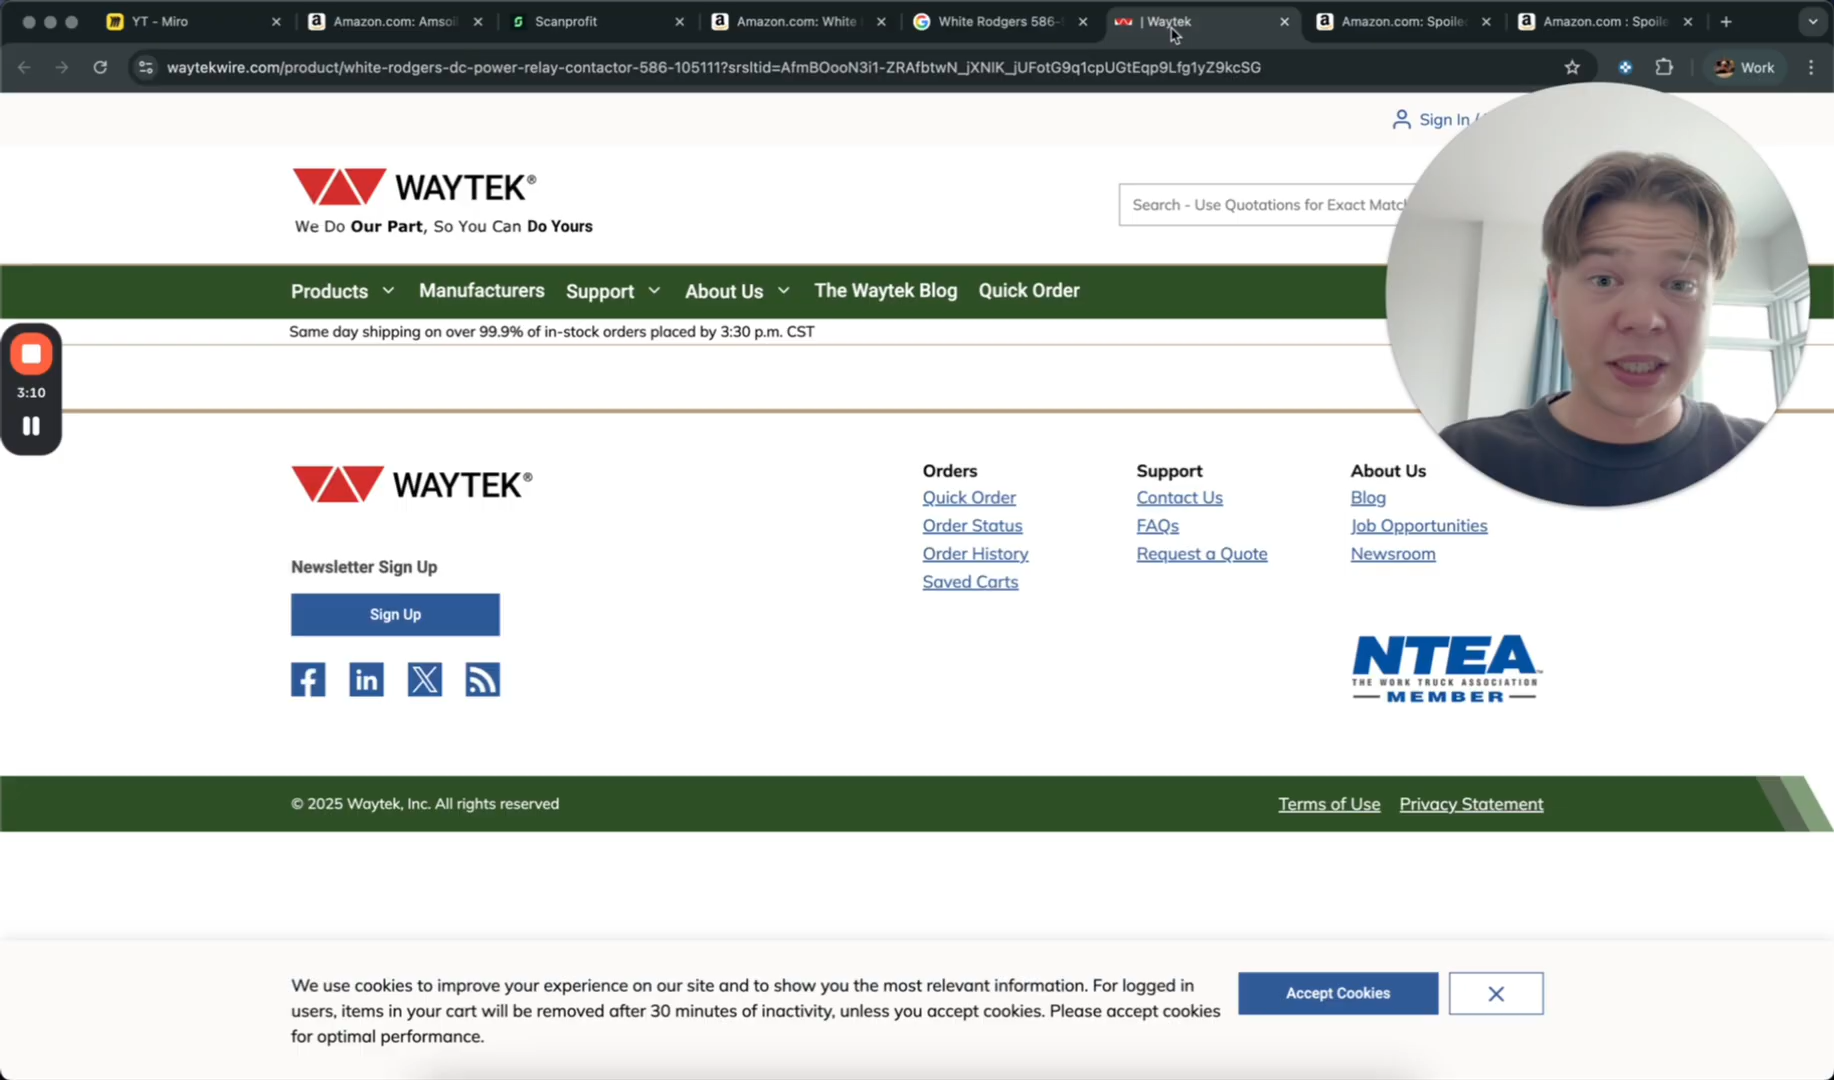 YT - Miro
Amazon.com: Amsoil
Scanprofit
Amazon.com: White
White Rodgers 586-
| Waytek
Amazon.com: Spoile
Amazon.com : Spoile
waytekwire.com/product/white-rodgers-dc-power-relay-contactor-586-105111?srsltid=AfmBOooN3i1-ZRAfbtwN_jXNIK_jUFotG9q1cpUGtEqp9Lfg1yZ9kcSG
Work
Sign In /
WAYTEK®
We Do Our Part, So You Can Do Yours
Search - Use Quotations for Exact Match
Products
Manufacturers
Support
About Us
The Waytek Blog
Quick Order
Same day shipping on over 99.9% of in-stock orders placed by 3:30 p.m. CST
3:10
WAYTEK®
Newsletter Sign Up
Sign Up
Orders
Quick Order
Order Status
Order History
Saved Carts
Support
Contact Us
FAQs
Request a Quote
About Us
Blog
Job Opportunities
Newsroom
NTEA
THE WORK TRUCK ASSOCIATION
MEMBER
© 2025 Waytek, Inc. All rights reserved
Terms of Use
Privacy Statement
We use cookies to improve your experience on our site and to show you the most relevant information. For logged in
users, items in your cart will be removed after 30 minutes of inactivity, unless you accept cookies. Please accept cookies
for optimal performance.
Accept Cookies